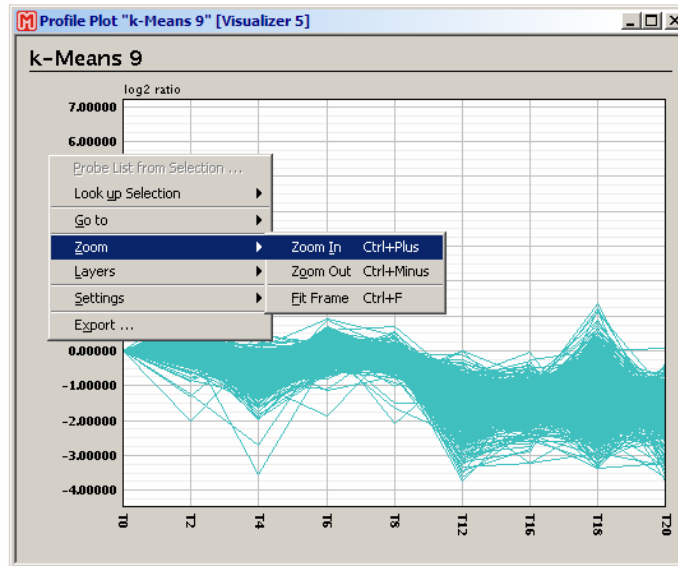 Profile Plot "k-Means 9" [Visualizer 5]
k-Means 9
log2 ratio
7.00000
6.00000
Probe List from Selection ...
Look up Selection
Go to
Zoom
Zoom In Ctrl+Plus
Layers
Zoom Out Ctrl+Minus
Settings
Fit Frame Ctrl+F
Export ...
0.00000
-1.00000
-2.00000
-3.00000
-4.00000
T0 T2 T4 T6 T8 T12 T16 T18 T20